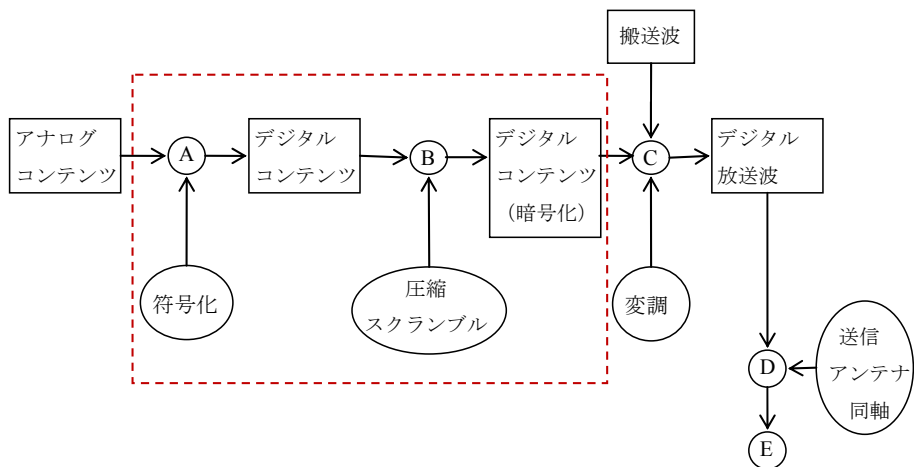 搬送波
アナログ
コンテンツ
A
デジタル
コンテンツ
B
デジタル
コンテンツ
（暗号化）
C
デジタル
放送波
符号化
圧縮
スクランブル
変調
D
送信
アンテナ
同軸
E